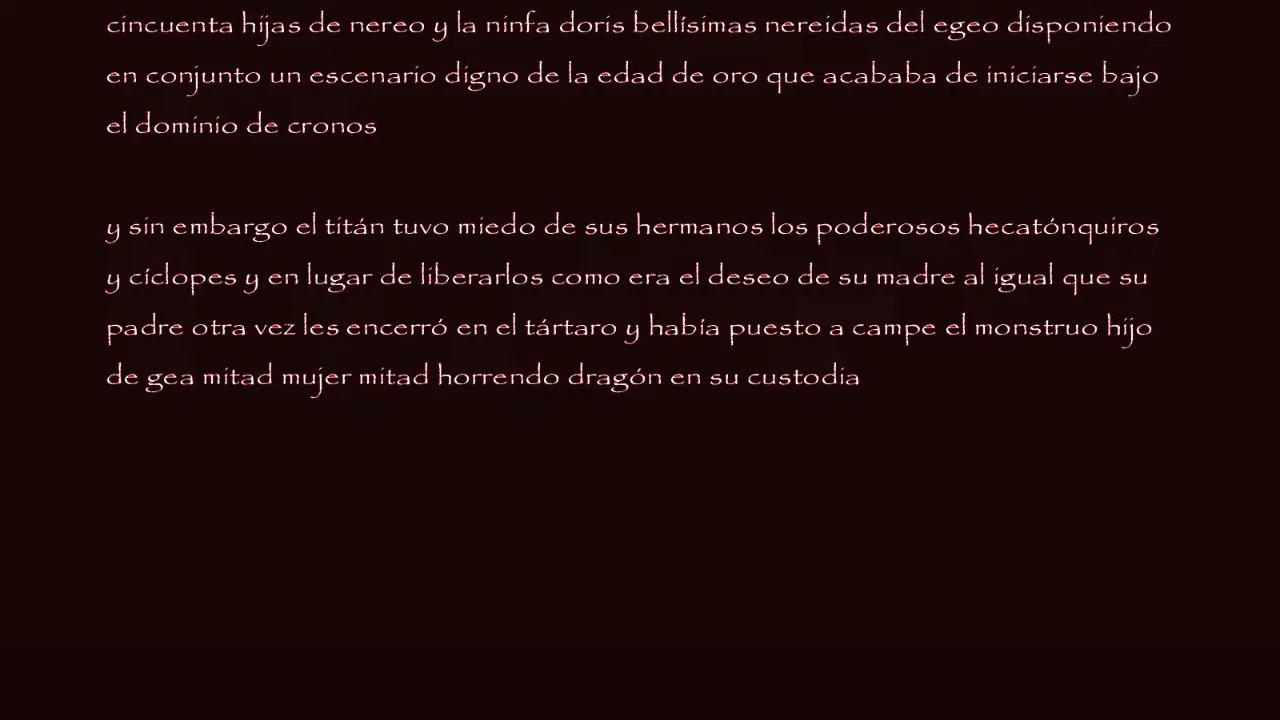 cincuenta hijas de nereo y la ninfa doris bellísimas nereidas del egeo disponiendo
en conjunto un escenario digno de la edad de oro que acababa de iniciarse bajo
el dominio de cronos
y sin embargo el titán tuvo miedo de sus hermanos los poderosos hecatónquiros
y cíclopes y en lugar de liberarlos como era el deseo de su madre al igual que su
padre otra vez les encerró en el tártaro y había puesto a campe el monstruo hijo
de gea mitad mujer mitad horrendo dragón en su custodia